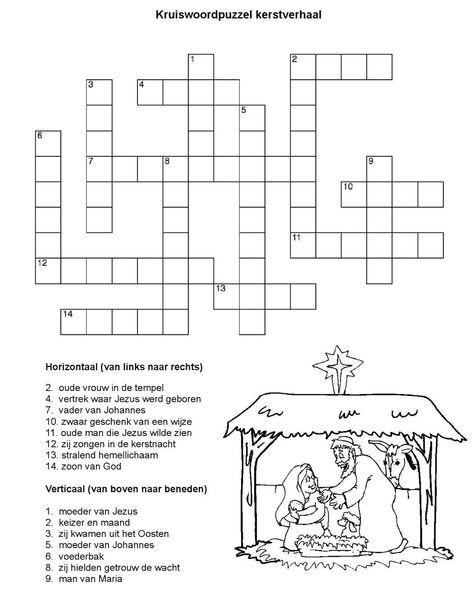 Kruiswoordpuzzel kerstverhaal
1
2
3
4
5
6
7
8
9
10
11
12
13
14
Horizontaal (van links naar rechts)
2. oude vrouw in de tempel
4. vertrek waar Jezus werd geboren
7. vader van Johannes
10. zwaar geschenk van een wijze
11. oude man die Jezus wilde zien
12. zij zongen in de kerstnacht
13. stralend hemellichaam
14. zoon van God
Verticaal (van boven naar beneden)
1. moeder van Jezus
2. keizer en maand
3. zij kwamen uit het Oosten
5. moeder van Johannes
6. voederbak
8. zij hielden getrouw de wacht
9. man van Maria